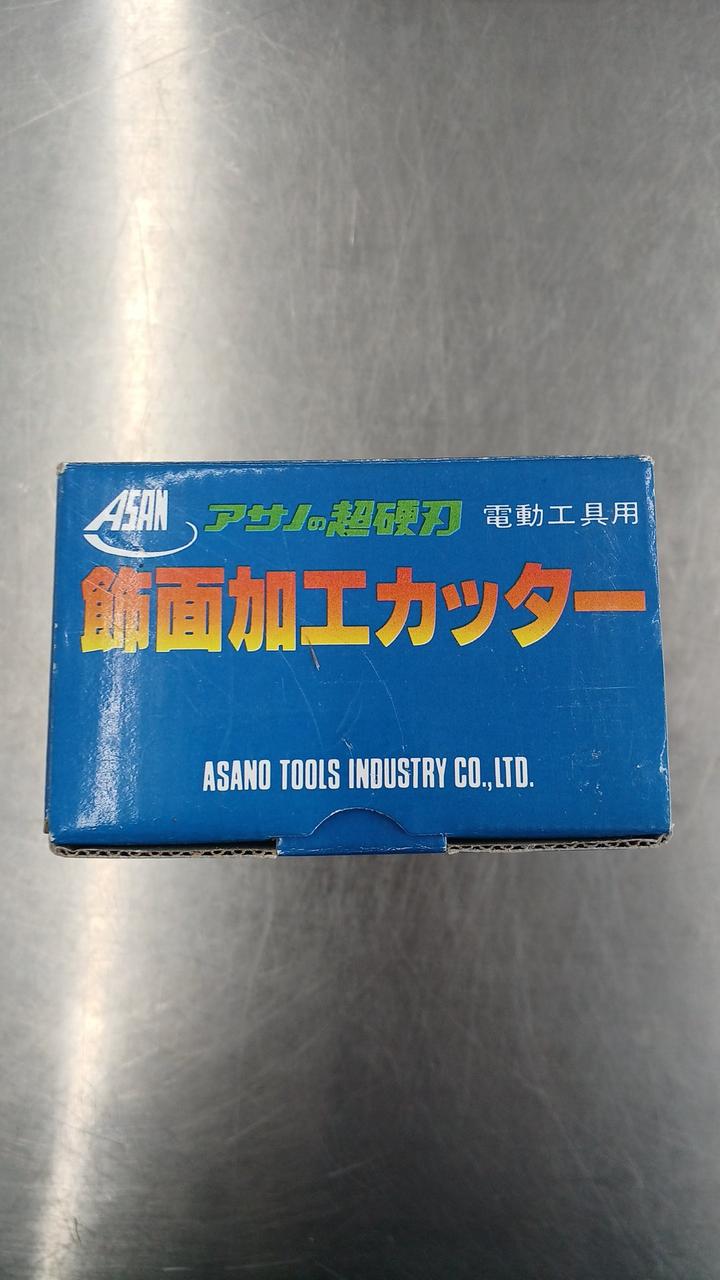 ASAN アサノの超硬刃 電動工具用
飾面加工カッター
ASANO TOOLS INDUSTRY CO.,LTD.